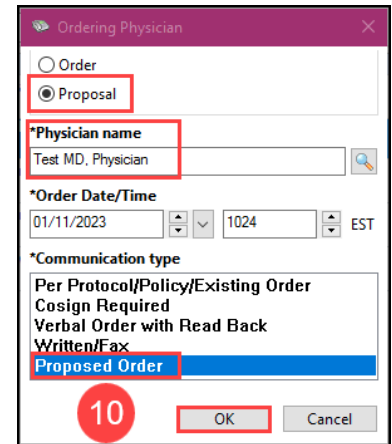 Ordering Physician
Order
Proposal
*Physician name
Test MD, Physician
*Order Date/Time
01/11/2023 1024 EST
*Communication type
Per Protocol/Policy/Existing Order
Cosign Required
Verbal Order with Read Back
Written/Fax
Proposed Order
10 OK Cancel